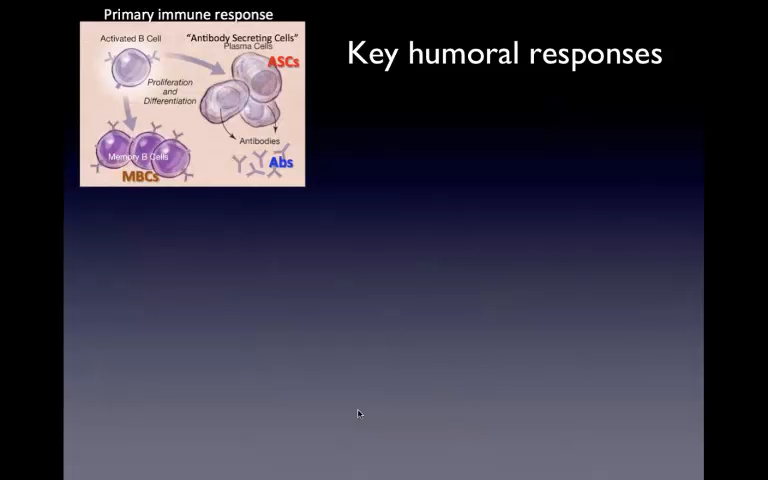 Primary immune response
Key humoral responses
Activated B Cell
"Antibody Secreting Cells"
Plasma Cells
ASCs
Proliferation
and
Differentiation
Antibodies
Memory B Cells
Abs
MBCs